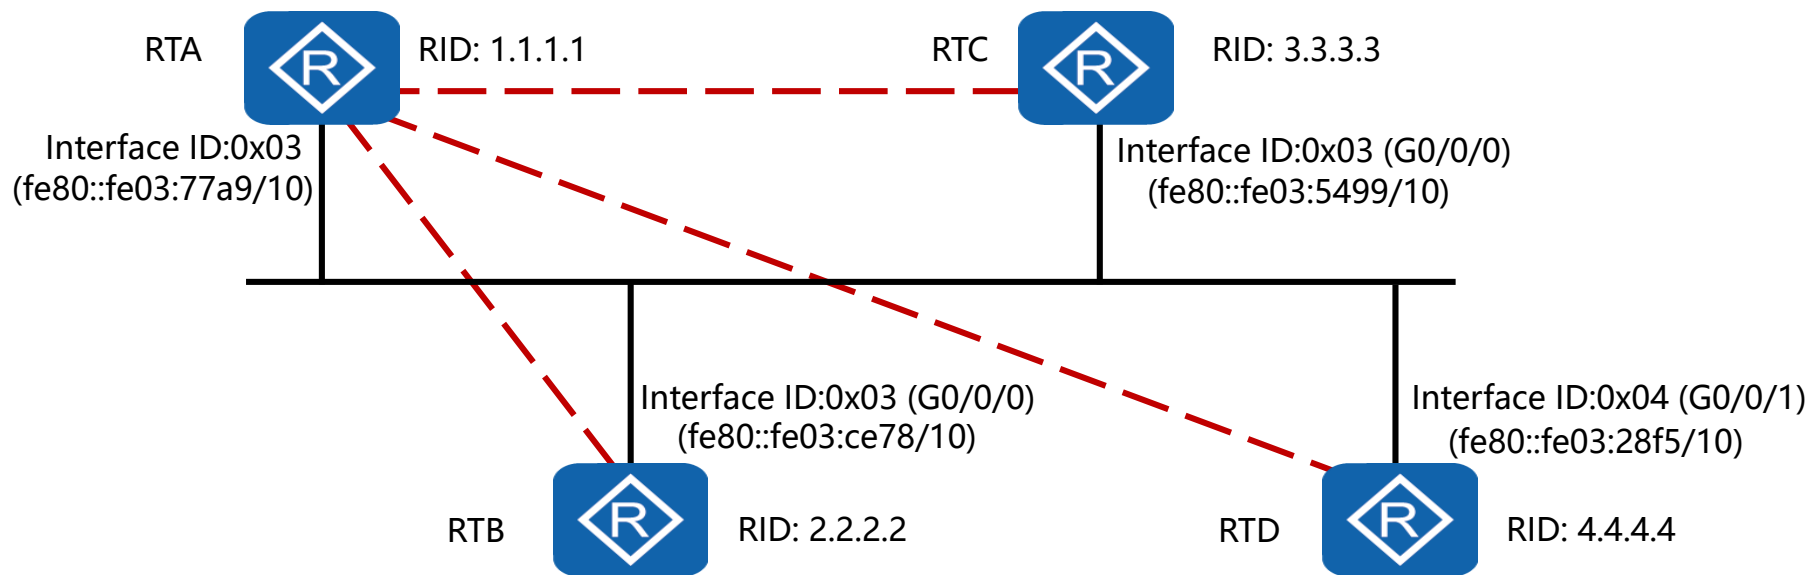 RTA
R
RID: 1.1.1.1
RTC
R
RID: 3.3.3.3
Interface ID:0x03
(fe80::fe03:77a9/10)
Interface ID:0x03 (G0/0/0)
(fe80::fe03:5499/10)
Interface ID:0x03 (G0/0/0)
(fe80::fe03:ce78/10)
Interface ID:0x04 (G0/0/1)
(fe80::fe03:28f5/10)
RTB
R
RID: 2.2.2.2
RTD
R
RID: 4.4.4.4